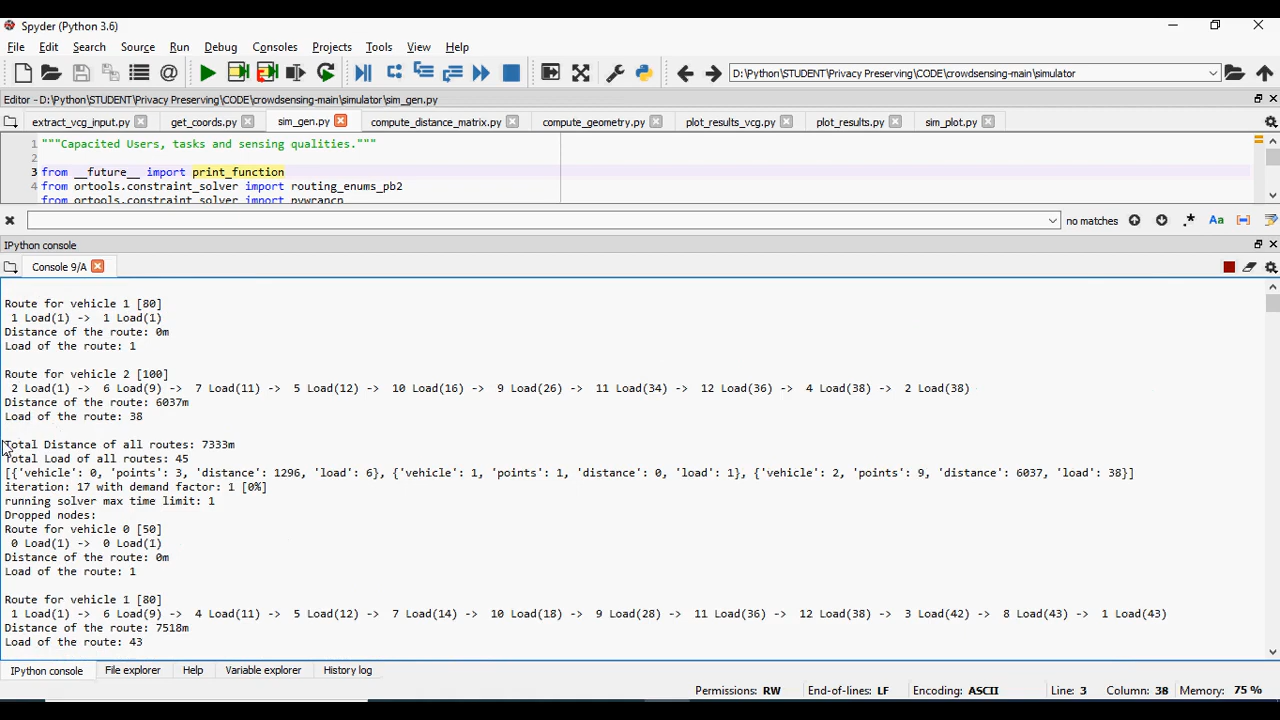 Spyder (Python 3.6)
File Edit Search Source Run Debug Consoles Projects Tools View Help
D:\Python\STUDENT\Privacy Preserving\CODE\crowdsensing-main\simulator
Editor - D:\Python\STUDENT\Privacy Preserving\CODE\crowdsensing-main\simulator\sim_gen.py
extract_vcg_input.py get_coords.py sim_gen.py compute_distance_matrix.py compute_geometry.py plot_results_vcg.py plot_results.py sim_plot.py
1 """Capacited Users, tasks and sensing qualities."""
2
3 from __future__ import print_function
4 from ortools.constraint_solver import routing_enums_pb2
from ortools.constraint_solver import pywrapcp
no matches .* Aa
IPython console
Console 9/A
Route for vehicle 1 [80]
1 Load(1) -> 1 Load(1)
Distance of the route: 0m
Load of the route: 1
Route for vehicle 2 [100]
2 Load(1) -> 6 Load(9) -> 7 Load(11) -> 5 Load(12) -> 10 Load(16) -> 9 Load(26) -> 11 Load(34) -> 12 Load(36) -> 4 Load(38) -> 2 Load(38)
Distance of the route: 6037m
Load of the route: 38
Total Distance of all routes: 7333m
Total Load of all routes: 45
[{'vehicle': 0, 'points': 3, 'distance': 1296, 'load': 6}, {'vehicle': 1, 'points': 1, 'distance': 0, 'load': 1}, {'vehicle': 2, 'points': 9, 'distance': 6037, 'load': 38}]
iteration: 17 with demand factor: 1 [0%]
running solver max time limit: 1
Dropped nodes:
Route for vehicle 0 [50]
0 Load(1) -> 0 Load(1)
Distance of the route: 0m
Load of the route: 1
Route for vehicle 1 [80]
1 Load(1) -> 6 Load(9) -> 4 Load(11) -> 5 Load(12) -> 7 Load(14) -> 10 Load(18) -> 9 Load(28) -> 11 Load(36) -> 12 Load(38) -> 3 Load(42) -> 8 Load(43) -> 1 Load(43)
Distance of the route: 7518m
Load of the route: 43
IPython console File explorer Help Variable explorer History log
Permissions: RW End-of-lines: LF Encoding: ASCII Line: 3 Column: 38 Memory: 75 %